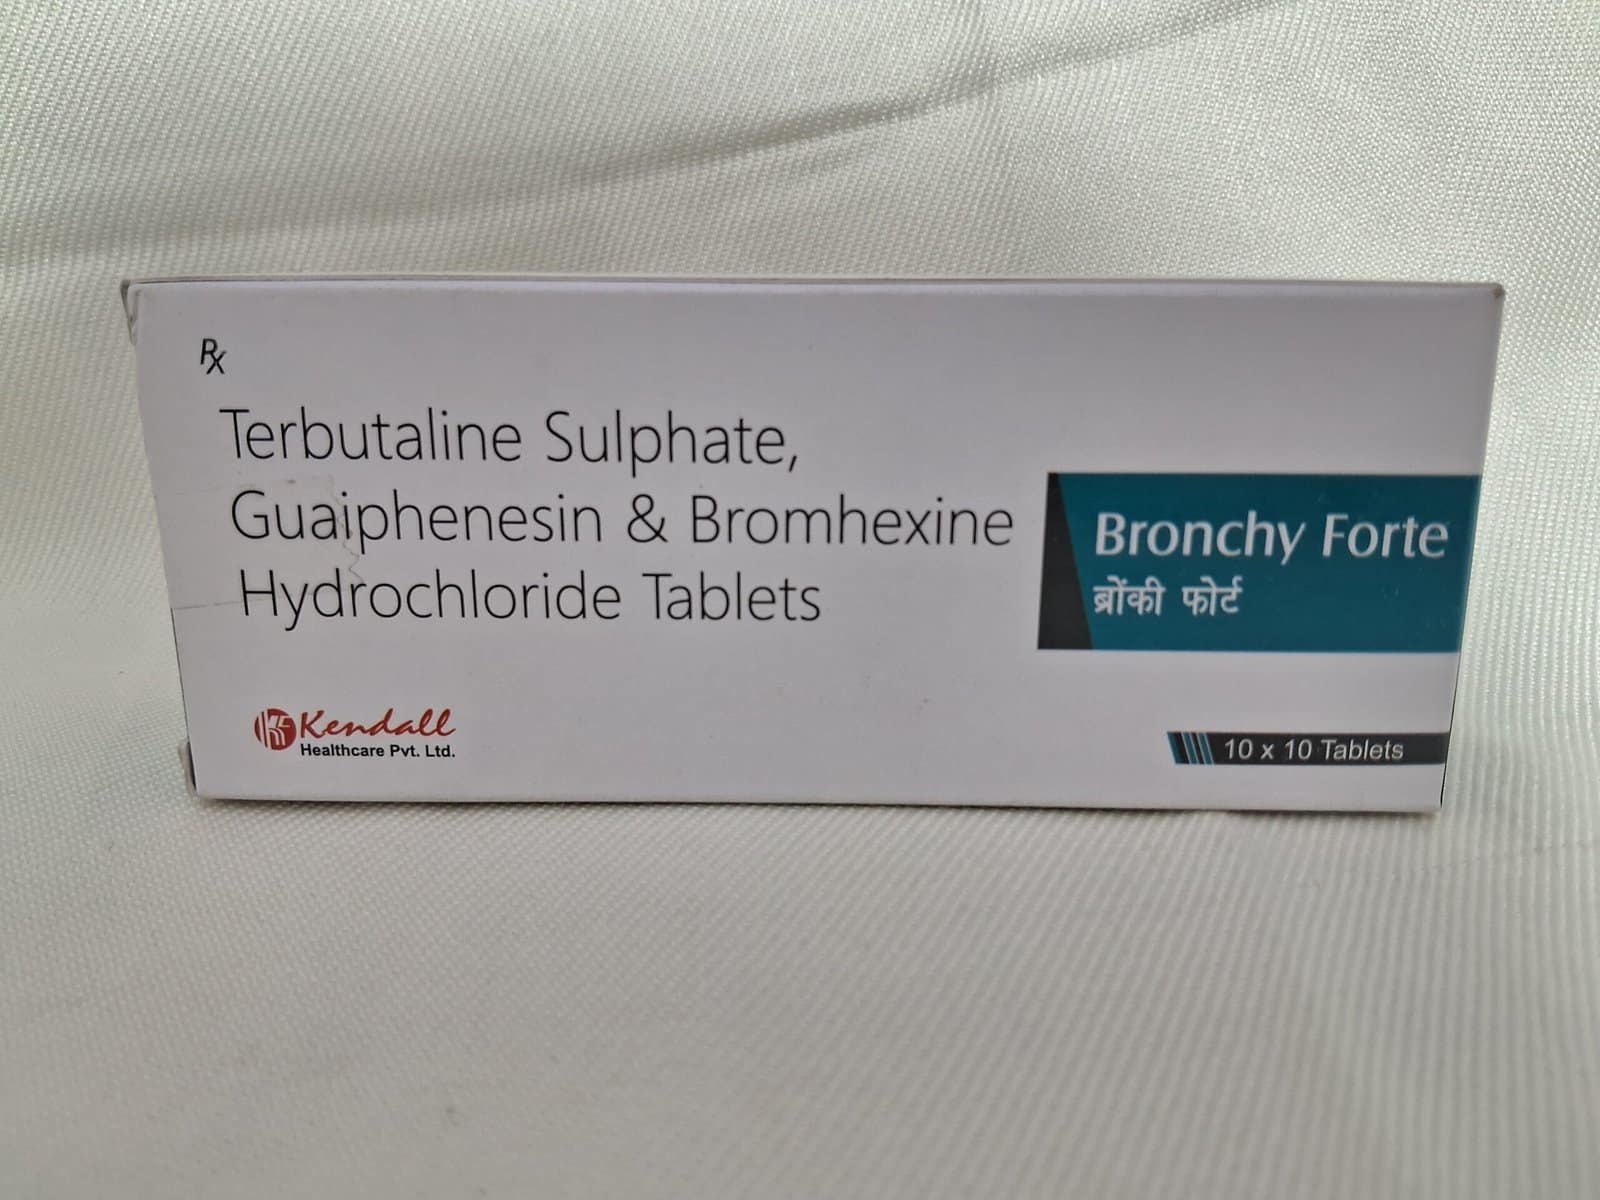 Rx
Terbutaline Sulphate,
Guaiphenesin & Bromhexine
Hydrochloride Tablets
Bronchy Forte
ब्रोंकी फोर्ट
Kendall
Healthcare Pvt. Ltd.
10 x 10 Tablets